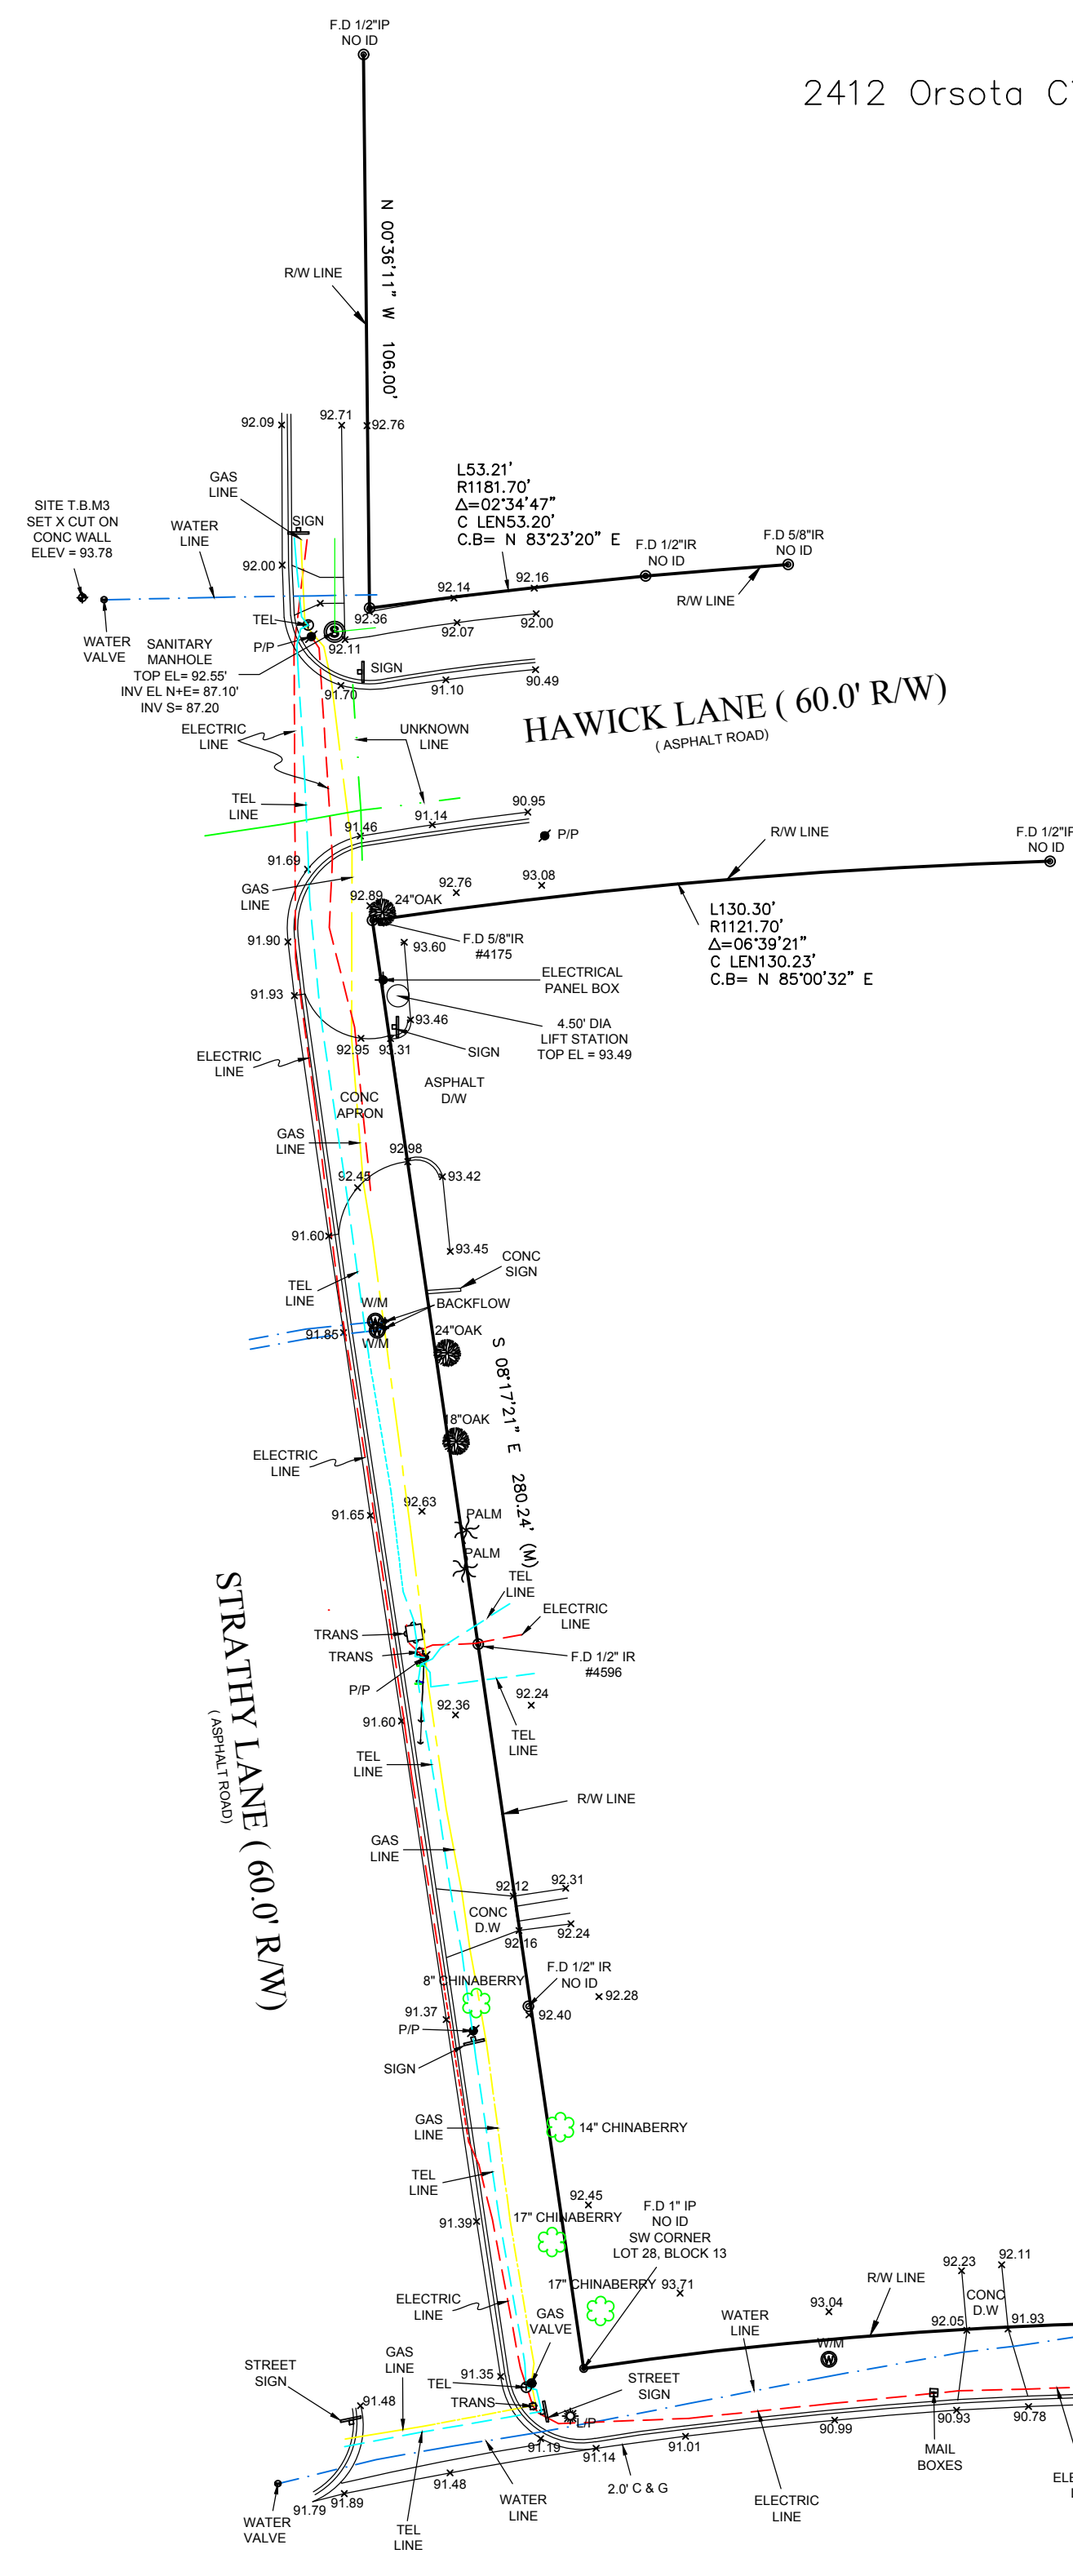 F.D 1/2"IP
NO ID
2412 Orsota C
N 00°36'11" W 106.00'
R/W LINE
92.09
92.71
92.76
GAS
LINE
L53.21'
R1181.70'
Δ=02°34'47"
C LEN53.20'
C.B= N 83°23'20" E
SITE T.B.M3
SET X CUT ON
CONC WALL
ELEV = 93.78
WATER
LINE
SIGN
F.D 1/2"IR
NO ID
F.D 5/8"IR
NO ID
92.00
92.14
92.16
R/W LINE
92.36
92.00
TEL
92.07
WATER
VALVE
P/P
92.11
SANITARY
MANHOLE
TOP EL= 92.55'
INV EL N+E= 87.10'
INV S= 87.20
S
SIGN
91.70
91.10
90.49
HAWICK LANE ( 60.0' R/W)
( ASPHALT ROAD)
ELECTRIC
LINE
UNKNOWN
LINE
TEL
LINE
90.95
91.14
91.46
P/P
R/W LINE
F.D 1/2"IF
NO ID
91.69
GAS
LINE
92.89
24"OAK
92.76
93.08
L130.30'
R1121.70'
Δ=06°39'21"
C LEN130.23'
C.B= N 85°00'32" E
91.90
93.60
F.D 5/8"IR
#4175
ELECTRICAL
PANEL BOX
91.93
93.46
4.50' DIA
LIFT STATION
TOP EL = 93.49
92.95
93.31
SIGN
ELECTRIC
LINE
ASPHALT
D/W
CONC
APRON
GAS
LINE
92.98
92.45
93.42
91.60
93.45
CONC
SIGN
TEL
LINE
W/M
BACKFLOW
91.85
W/M
24"OAK
S 08°17'21" E 280.24' (M)
18"OAK
ELECTRIC
LINE
92.63
91.65
PALM
PALM
TEL
LINE
ELECTRIC
LINE
TRANS
TRANS
F.D 1/2" IR
#4596
P/P
92.24
92.36
91.60
TEL
LINE
TEL
LINE
STRATHY LANE ( 60.0' R/W)
( ASPHALT ROAD)
R/W LINE
GAS
LINE
92.12
92.31
CONC
D.W
92.24
92.16
F.D 1/2" IR
NO ID
8" CHINABERRY
92.28
91.37
92.40
P/P
SIGN
GAS
LINE
14" CHINABERRY
TEL
LINE
92.45
17" CHINABERRY
F.D 1" IP
NO ID
SW CORNER
LOT 28, BLOCK 13
91.39
92.23
92.11
17" CHINABERRY
93.71
R/W LINE
ELECTRIC
LINE
GAS
VALVE
WATER
LINE
93.04
CONC
D.W
92.05
91.93
W/M
W
STREET
SIGN
GAS
LINE
91.35
TEL
STREET
SIGN
TRANS
91.48
L/P
90.99
90.93
90.78
91.19
91.14
91.01
MAIL
BOXES
91.48
2.0' C & G
91.79
91.89
WATER
VALVE
TEL
LINE
WATER
LINE
ELECTRIC
LINE